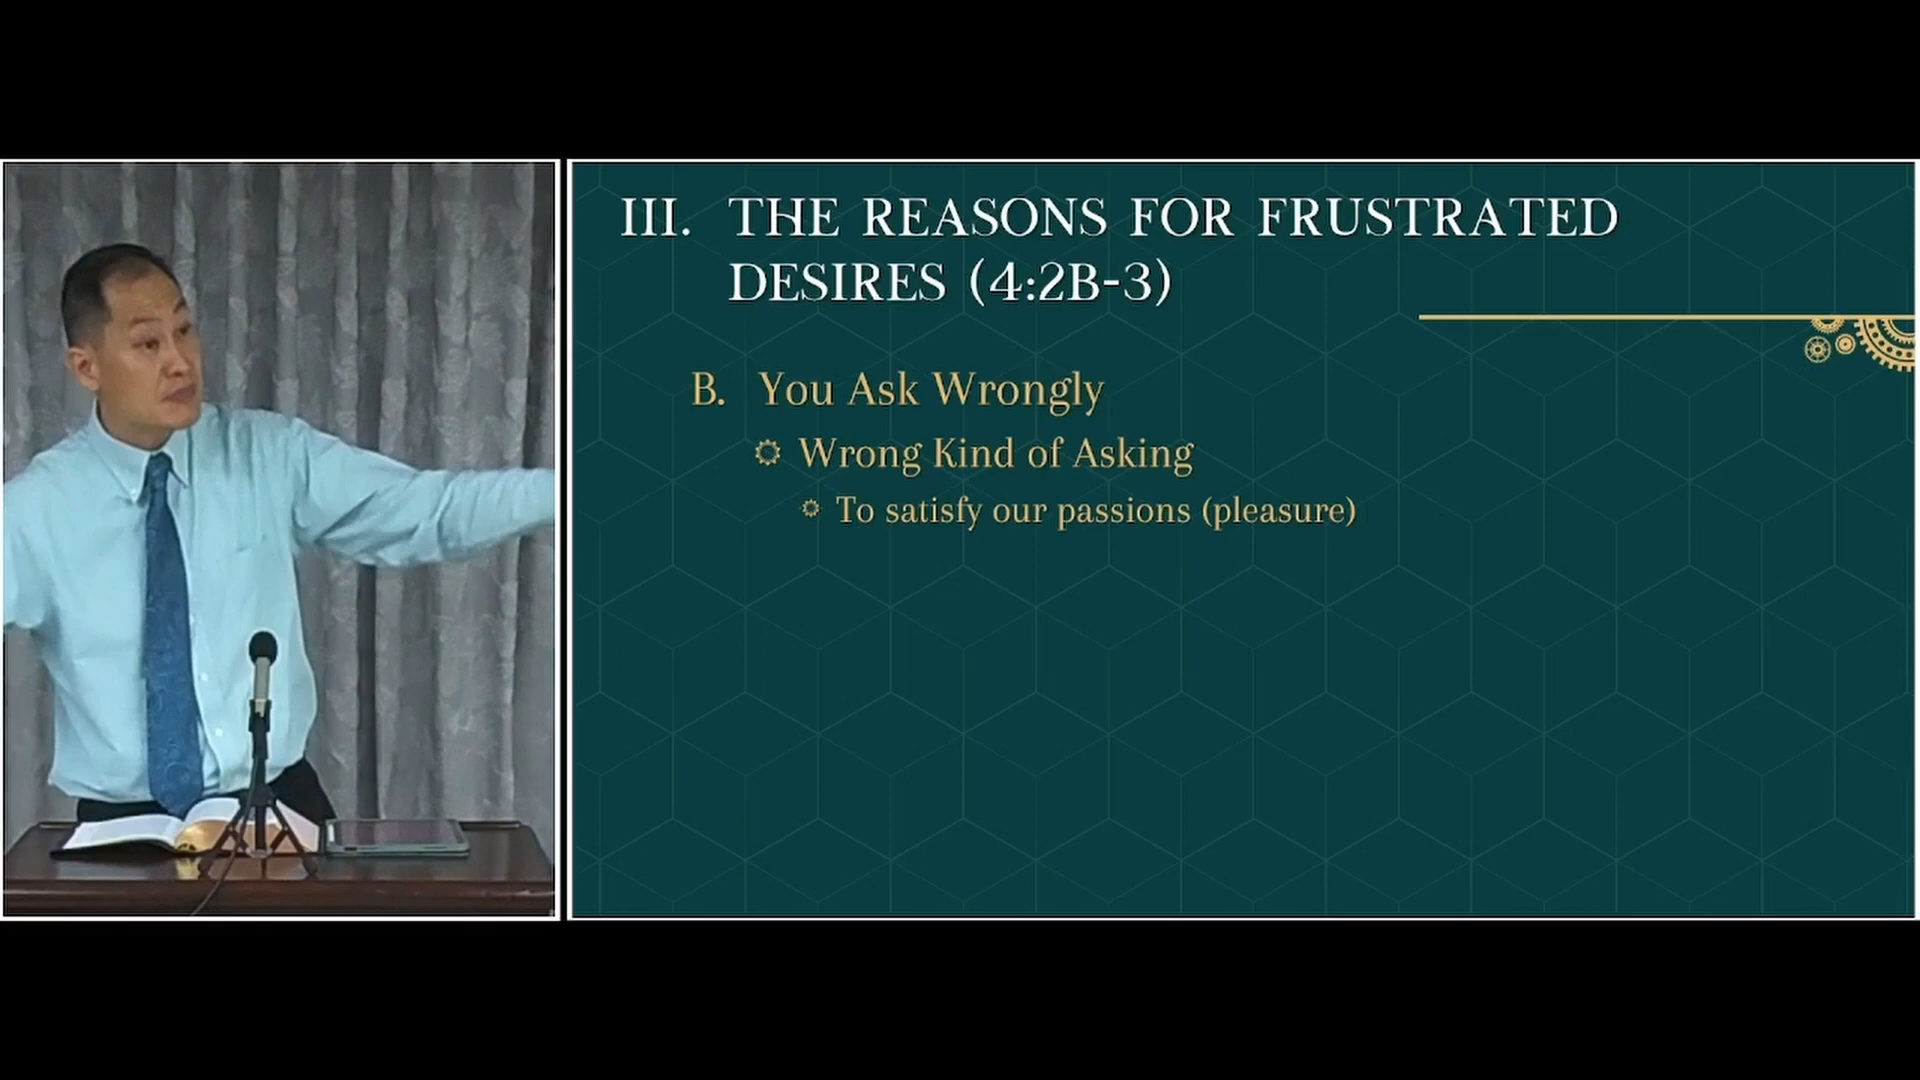 III. THE REASONS FOR FRUSTRATED
DESIRES (4:2B-3)
B. You Ask Wrongly
Wrong Kind of Asking
To satisfy our passions (pleasure)